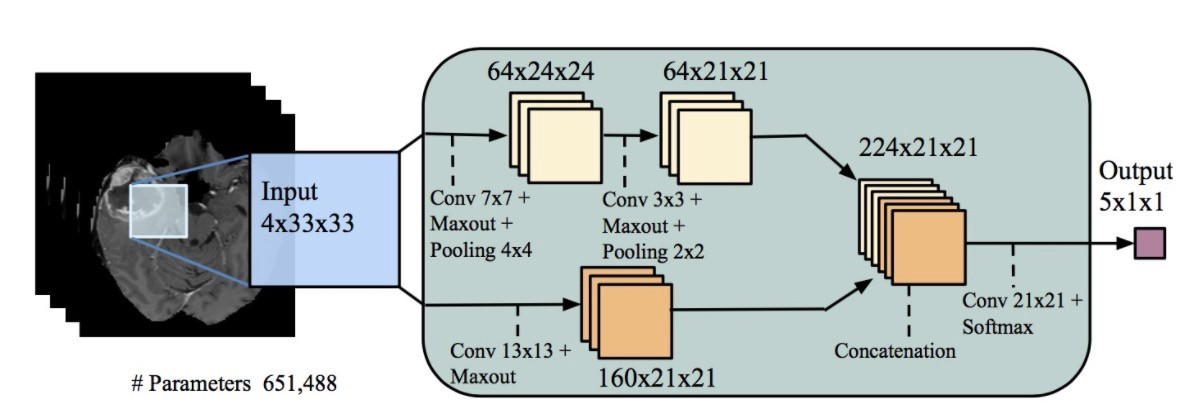 64x24x24
64x21x21
224x21x21
Output
5x1x1
Input
4x33x33
Conv 7x7 +
Maxout +
Pooling 4x4
Conv 3x3 +
Maxout +
Pooling 2x2
Conv 21x21 +
Softmax
Concatenation
Conv 13x13 +
Maxout
160x21x21
# Parameters 651,488